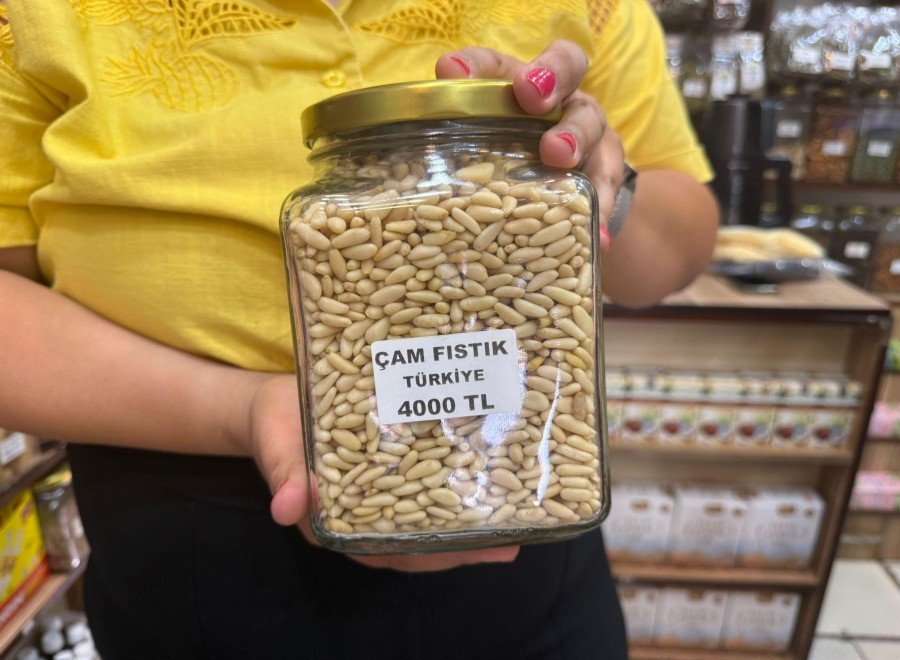 ÇAM FISTIK
TÜRKİYE
4000 TL